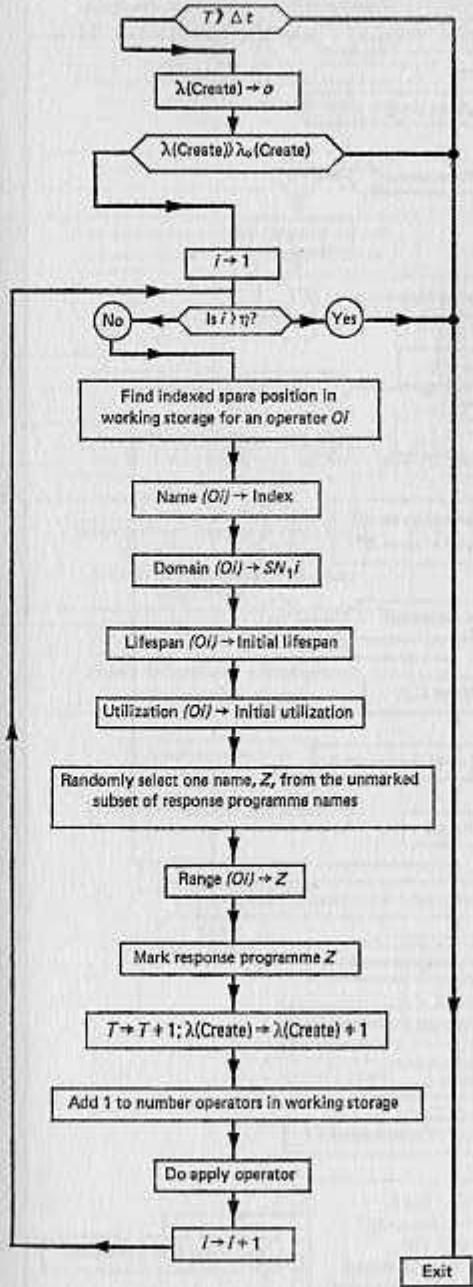 T ⟩ Δt
λ(Create) → o
λ(Create)⟩ λₒ(Create)
i → 1
No
Is i ⟩ η?
Yes
Find indexed spare position in
working storage for an operator Oi
Name (Oi) → Index
Domain (Oi) → SN₁i
Lifespan (Oi) → Initial lifespan
Utilization (Oi) → Initial utilization
Randomly select one name, Z, from the unmarked
subset of response programme names
Range (Oi) → Z
Mark response programme Z
T → T + 1; λ(Create) → λ(Create) + 1
Add 1 to number operators in working storage
Do apply operator
i → i + 1
Exit